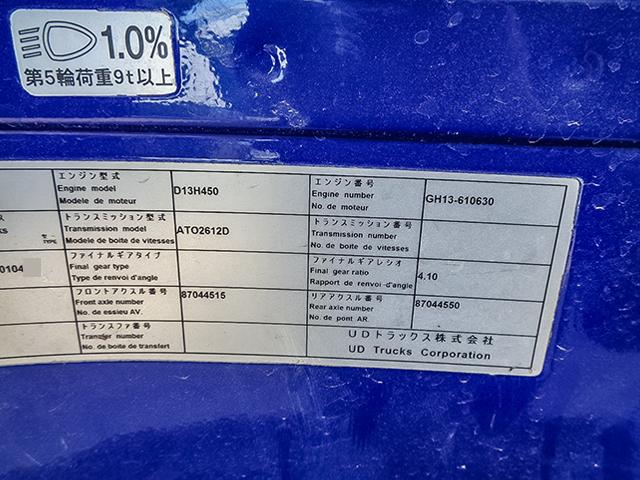 1.0%
第5輪荷重9t以上
エンジン型式
Engine model
Modele de moteur
D13H450
エンジン番号
Engine number
No. de moteur
GH13-610630
トランスミッション型式
Transmission model
Modele de boite de vitesses
ATO2612D
トランスミッション番号
Transmission number
No. de boite de vitesses
TYPE
0104
ファイナルギアタイプ
Final gear type
Type de renvoi d'angle
ファイナルギアレシオ
Final gear ratio
Rapport de renvoi d'angle
4.10
フロントアクスル番号
Front axle number
No. de essieu AV.
87044515
リアアクスル番号
Rear axle number
No. de pont AR.
87044550
トランスファ番号
Transfer number
No. de boite de transfert
UDトラックス株式会社
UD Trucks Corporation